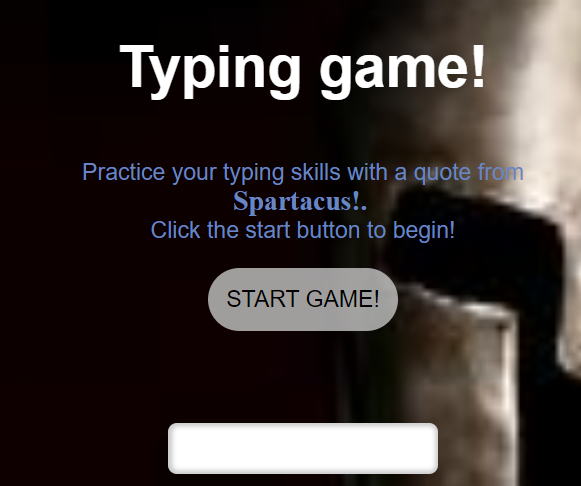 Typing game!
Practice your typing skills with a quote from
Spartacus!.
Click the start button to begin!
START GAME!